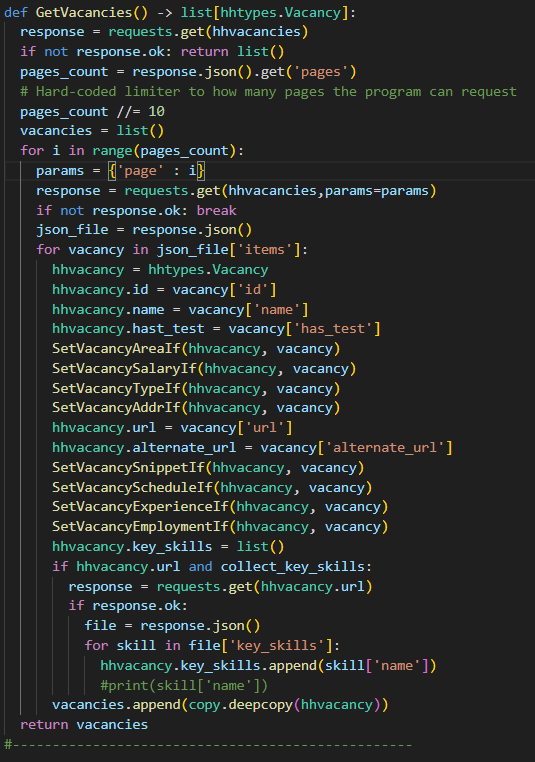 def GetVacancies() -> list[hhtypes.Vacancy]:
  response = requests.get(hhvacancies)
  if not response.ok: return list()
  pages_count = response.json().get('pages')
  # Hard-coded limiter to how many pages the program can request
  pages_count //= 10
  vacancies = list()
  for i in range(pages_count):
    params = {'page' : i}
    response = requests.get(hhvacancies,params=params)
    if not response.ok: break
    json_file = response.json()
    for vacancy in json_file['items']:
      hhvacancy = hhtypes.Vacancy
      hhvacancy.id = vacancy['id']
      hhvacancy.name = vacancy['name']
      hhvacancy.hast_test = vacancy['has_test']
      SetVacancyAreaIf(hhvacancy, vacancy)
      SetVacancySalaryIf(hhvacancy, vacancy)
      SetVacancyTypeIf(hhvacancy, vacancy)
      SetVacancyAddrIf(hhvacancy, vacancy)
      hhvacancy.url = vacancy['url']
      hhvacancy.alternate_url = vacancy['alternate_url']
      SetVacancySnippetIf(hhvacancy, vacancy)
      SetVacancyScheduleIf(hhvacancy, vacancy)
      SetVacancyExperienceIf(hhvacancy, vacancy)
      SetVacancyEmploymentIf(hhvacancy, vacancy)
      hhvacancy.key_skills = list()
      if hhvacancy.url and collect_key_skills:
        response = requests.get(hhvacancy.url)
        if response.ok:
          file = response.json()
          for skill in file['key_skills']:
            hhvacancy.key_skills.append(skill['name'])
            #print(skill['name'])
      vacancies.append(copy.deepcopy(hhvacancy))
  return vacancies
#--------------------------------------------------